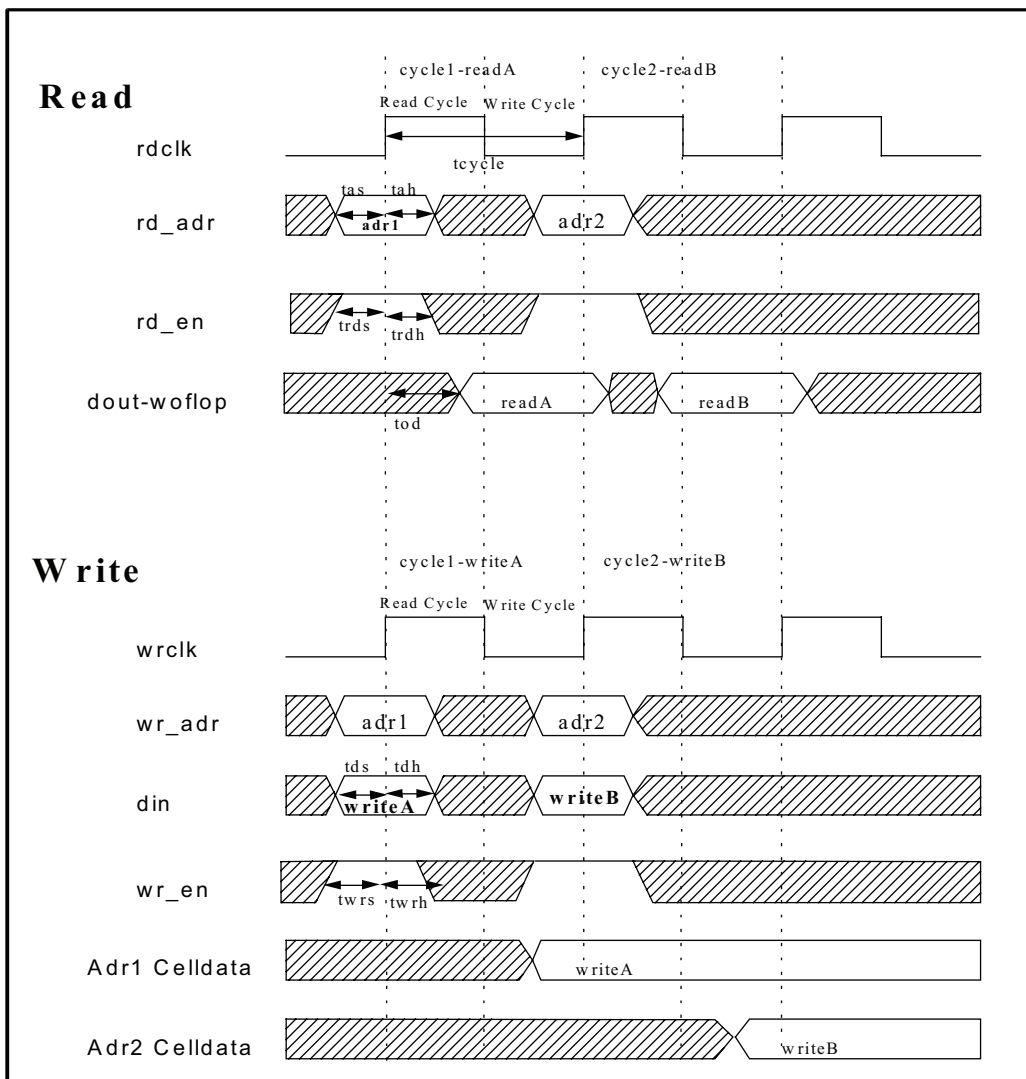 cycle1-readA cycle2-readB
Read
Read Cycle Write Cycle
rdclk
tcycle
tas tah
rd_adr
adr1 adr2
rd_en
trds trdh
dout-woflop
readA readB
tod
cycle1-writeA cycle2-writeB
Write
Read Cycle Write Cycle
wrclk
wr_adr adr1 adr2
tds tdh
din writeA writeB
wr_en
twrs twrh
Adr1 Celldata writeA
Adr2 Celldata writeB